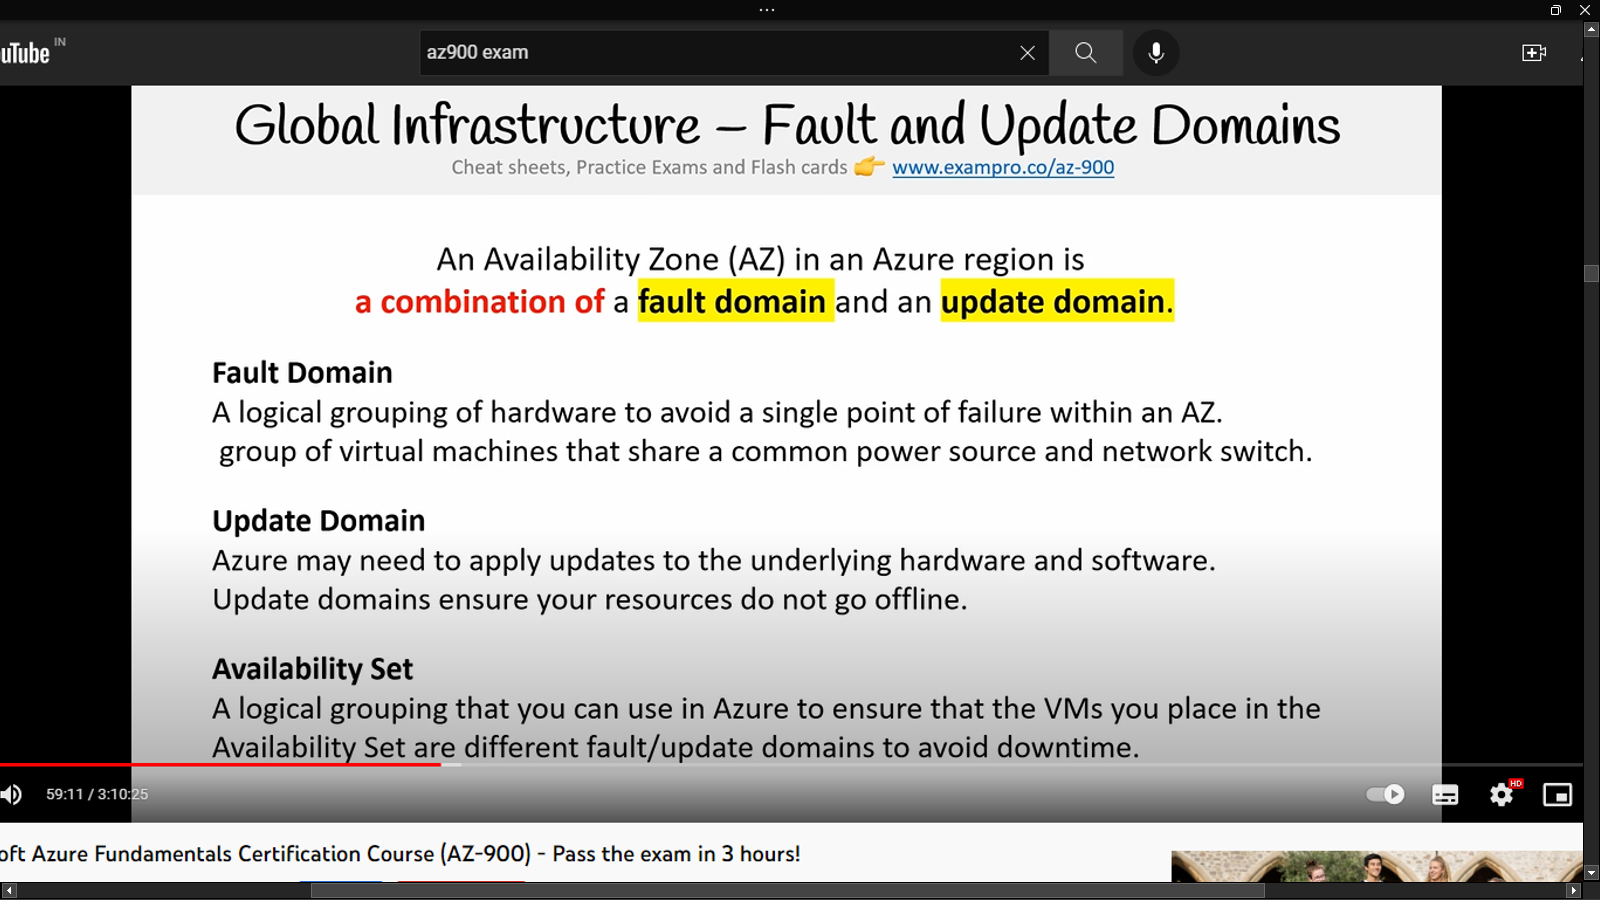 uTube IN
az900 exam
Global Infrastructure – Fault and Update Domains
Cheat sheets, Practice Exams and Flash cards 👉 www.exampro.co/az-900
An Availability Zone (AZ) in an Azure region is
a combination of a fault domain and an update domain.
Fault Domain
A logical grouping of hardware to avoid a single point of failure within an AZ.
group of virtual machines that share a common power source and network switch.
Update Domain
Azure may need to apply updates to the underlying hardware and software.
Update domains ensure your resources do not go offline.
Availability Set
A logical grouping that you can use in Azure to ensure that the VMs you place in the
Availability Set are different fault/update domains to avoid downtime.
59:11 / 3:10:25
HD
oft Azure Fundamentals Certification Course (AZ-900) - Pass the exam in 3 hours!